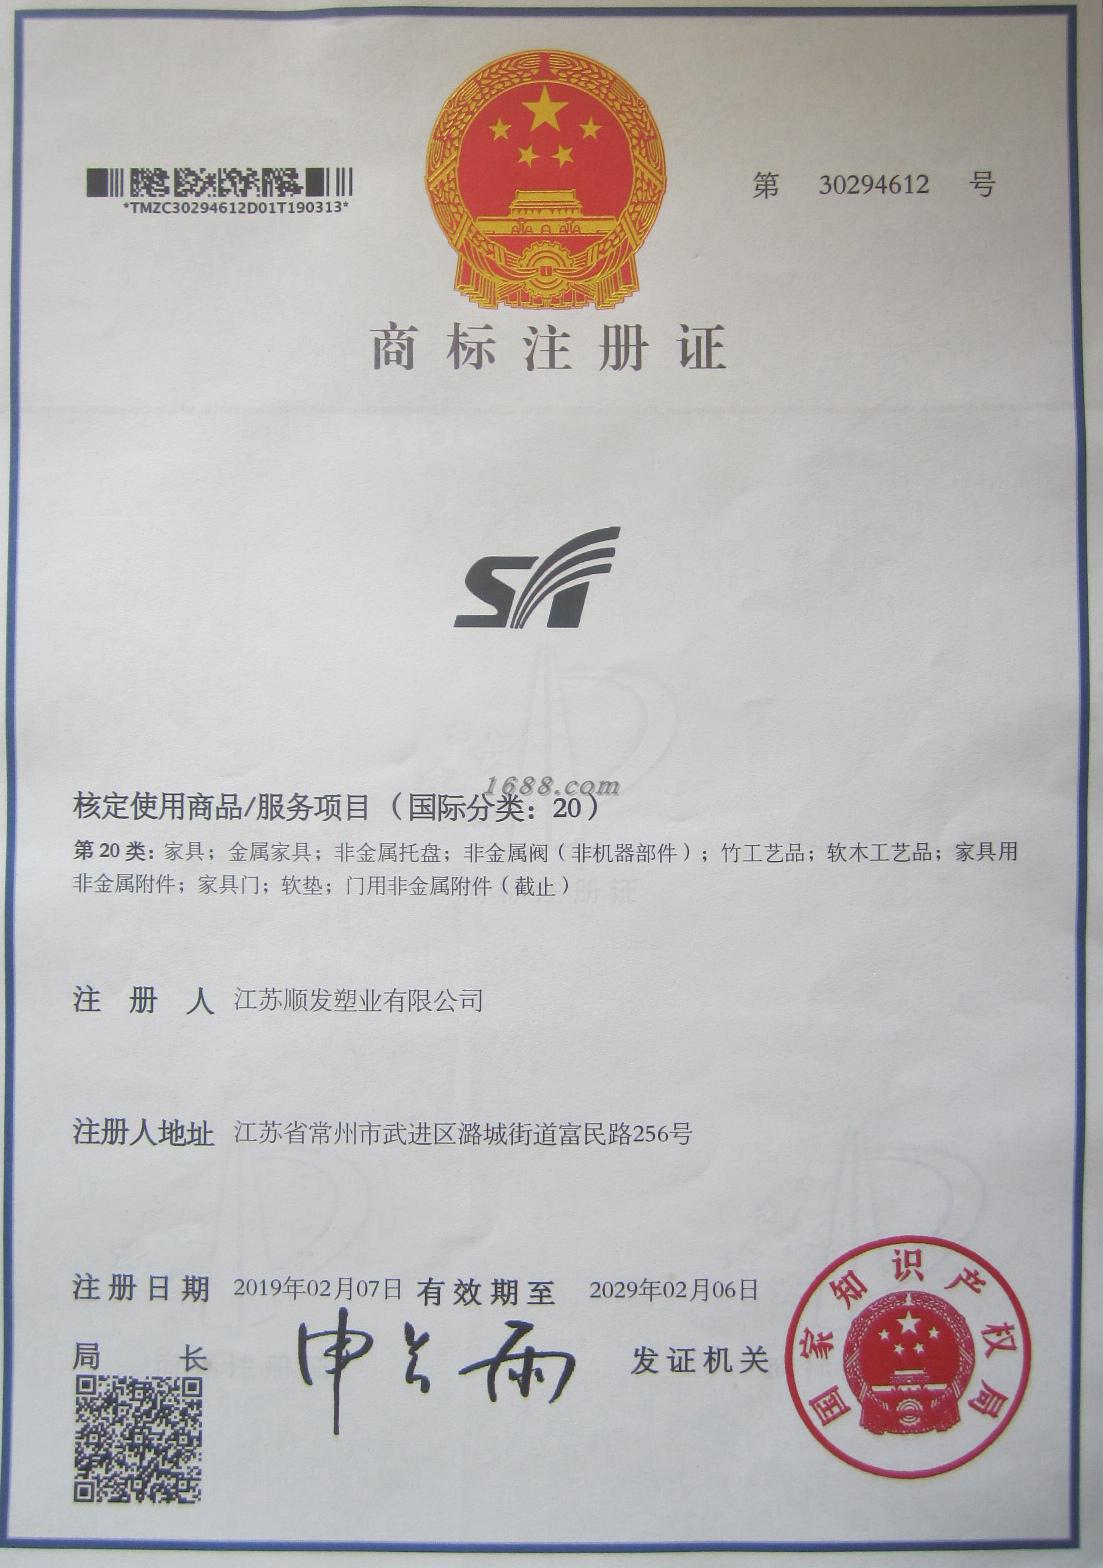 第 30294612 号
*TMZC30294612D01T190313*
商标注册证
1688.com
核定使用商品/服务项目（国际分类：20）
第 20 类：家具；金属家具；非金属托盘；非金属阀（非机器部件）；竹工艺品；软木工艺品；家具用
非金属附件；家具门；软垫；门用非金属附件（截止）
注册人 江苏顺发塑业有限公司
注册人地址 江苏省常州市武进区潞城街道富民路256号
注册日期 2019年02月07日 有效期至 2029年02月06日
局长 申长雨 发证机关
国家知识产权局